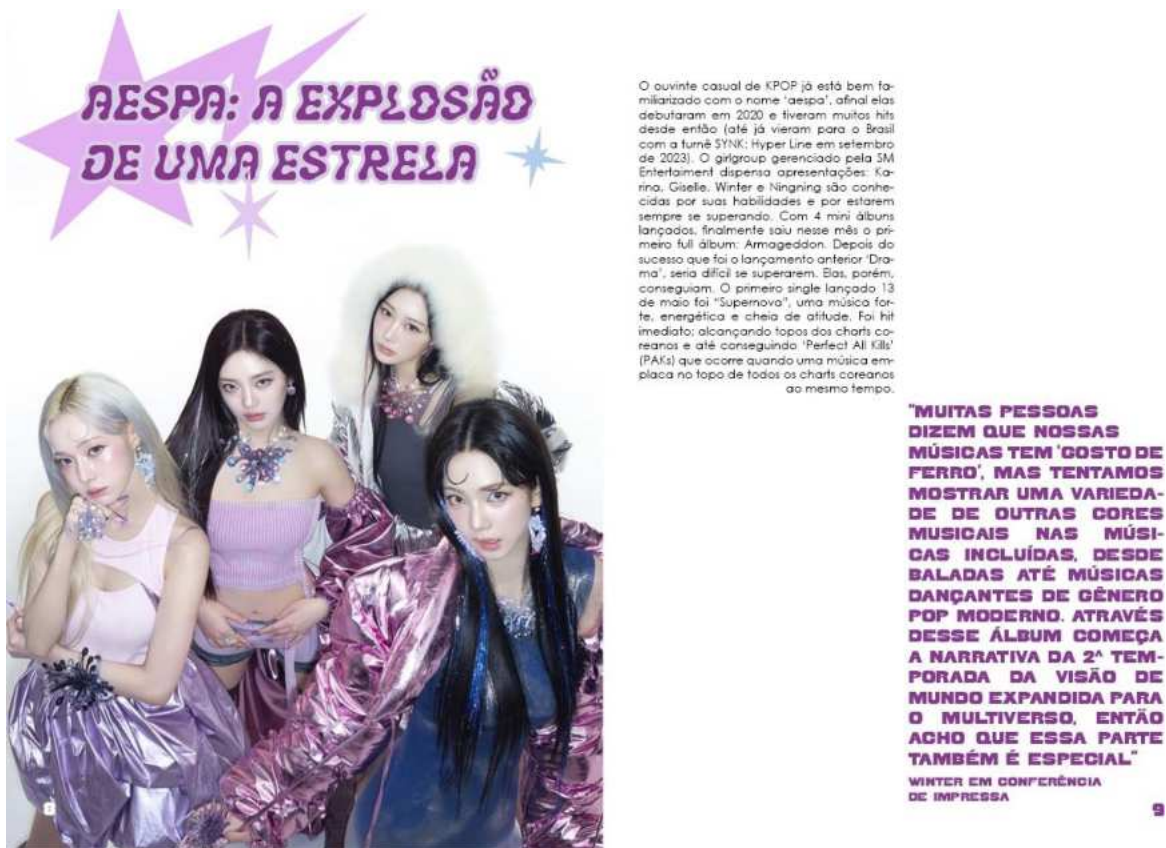 AESPA: A EXPLOSÃO
DE UMA ESTRELA
O ouvinte casual de KPOP já está bem fa-
miliarizado com o nome 'aespa', afinal elas
debutaram em 2020 e tiveram muitos hits
desde então (até já vieram para o Brasil
com a turnê SYNK: Hyper Line em setembro
de 2023). O girlgroup gerenciado pela SM
Entertaiment dispensa apresentações: Ka-
rina, Giselle, Winter e Ningning são conhe-
cidas por suas habilidades e por estarem
sempre se superando. Com 4 mini álbuns
lançados, finalmente saiu nesse mês o pri-
meiro full álbum: Armageddon. Depois do
sucesso que foi o lançamento anterior 'Dra-
ma', seria difícil se superarem. Elas, porém,
conseguiam. O primeiro single lançado 13
de maio foi "Supernova", uma música for-
te, energética e cheia de atitude. Foi hit
imediato; alcançando topos dos charts co-
reanos e até conseguindo 'Perfect All Kills'
(PAKs) que ocorre quando uma música em-
placa no topo de todos os charts coreanos
ao mesmo tempo.
"MUITAS PESSOAS
DIZEM QUE NOSSAS
MÚSICAS TEM 'GOSTO DE
FERRO', MAS TENTAMOS
MOSTRAR UMA VARIEDA-
DE DE OUTRAS CORES
MUSICAIS NAS MÚSI-
CAS INCLUÍDAS, DESDE
BALADAS ATÉ MÚSICAS
DANÇANTES DE GÊNERO
POP MODERNO. ATRAVÉS
DESSE ÁLBUM COMEÇA
A NARRATIVA DA 2ª TEM-
PORADA DA VISÃO DE
MUNDO EXPANDIDA PARA
O MULTIVERSO, ENTÃO
ACHO QUE ESSA PARTE
TAMBÉM É ESPECIAL"
WINTER EM CONFERÊNCIA
DE IMPRESSA
8
9